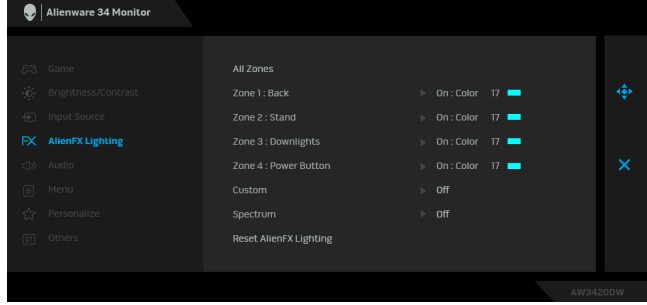 Alienware 34 Monitor
Game
All Zones
Brightness/Contrast
Zone 1 : Back On : Color 17
Input Source
Zone 2 : Stand On : Color 17
FX AlienFX Lighting
Zone 3 : Downlights On : Color 17
Audio
Zone 4 : Power Button On : Color 17
Menu
Custom Off
Personalize
Spectrum Off
Others
Reset AlienFX Lighting
AW3420DW